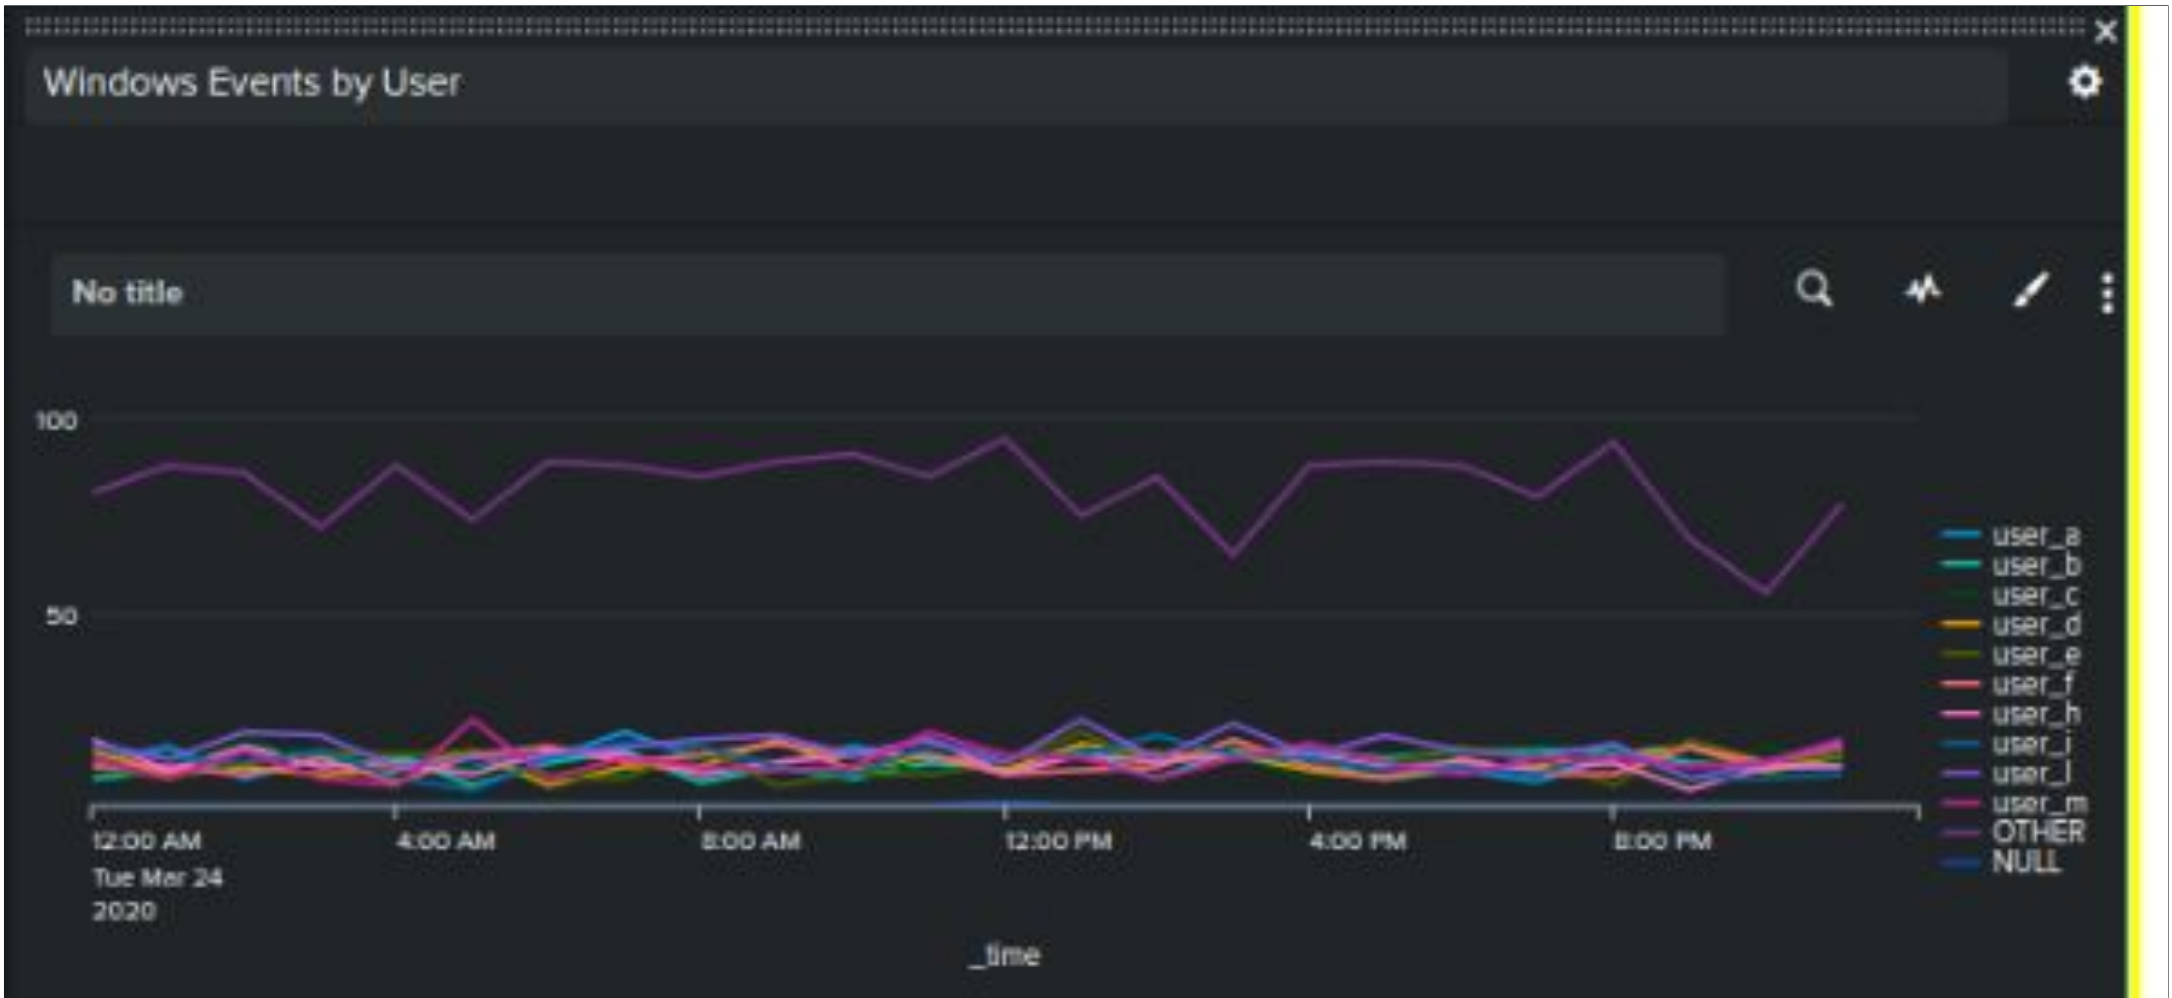 Windows Events by User
No title
100
50
user_a
user_b
user_c
user_d
user_e
user_f
user_h
user_i
user_l
user_m
OTHER
NULL
12:00 AM
4:00 AM
8:00 AM
12:00 PM
4:00 PM
8:00 PM
Tue Mar 24
2020
_time